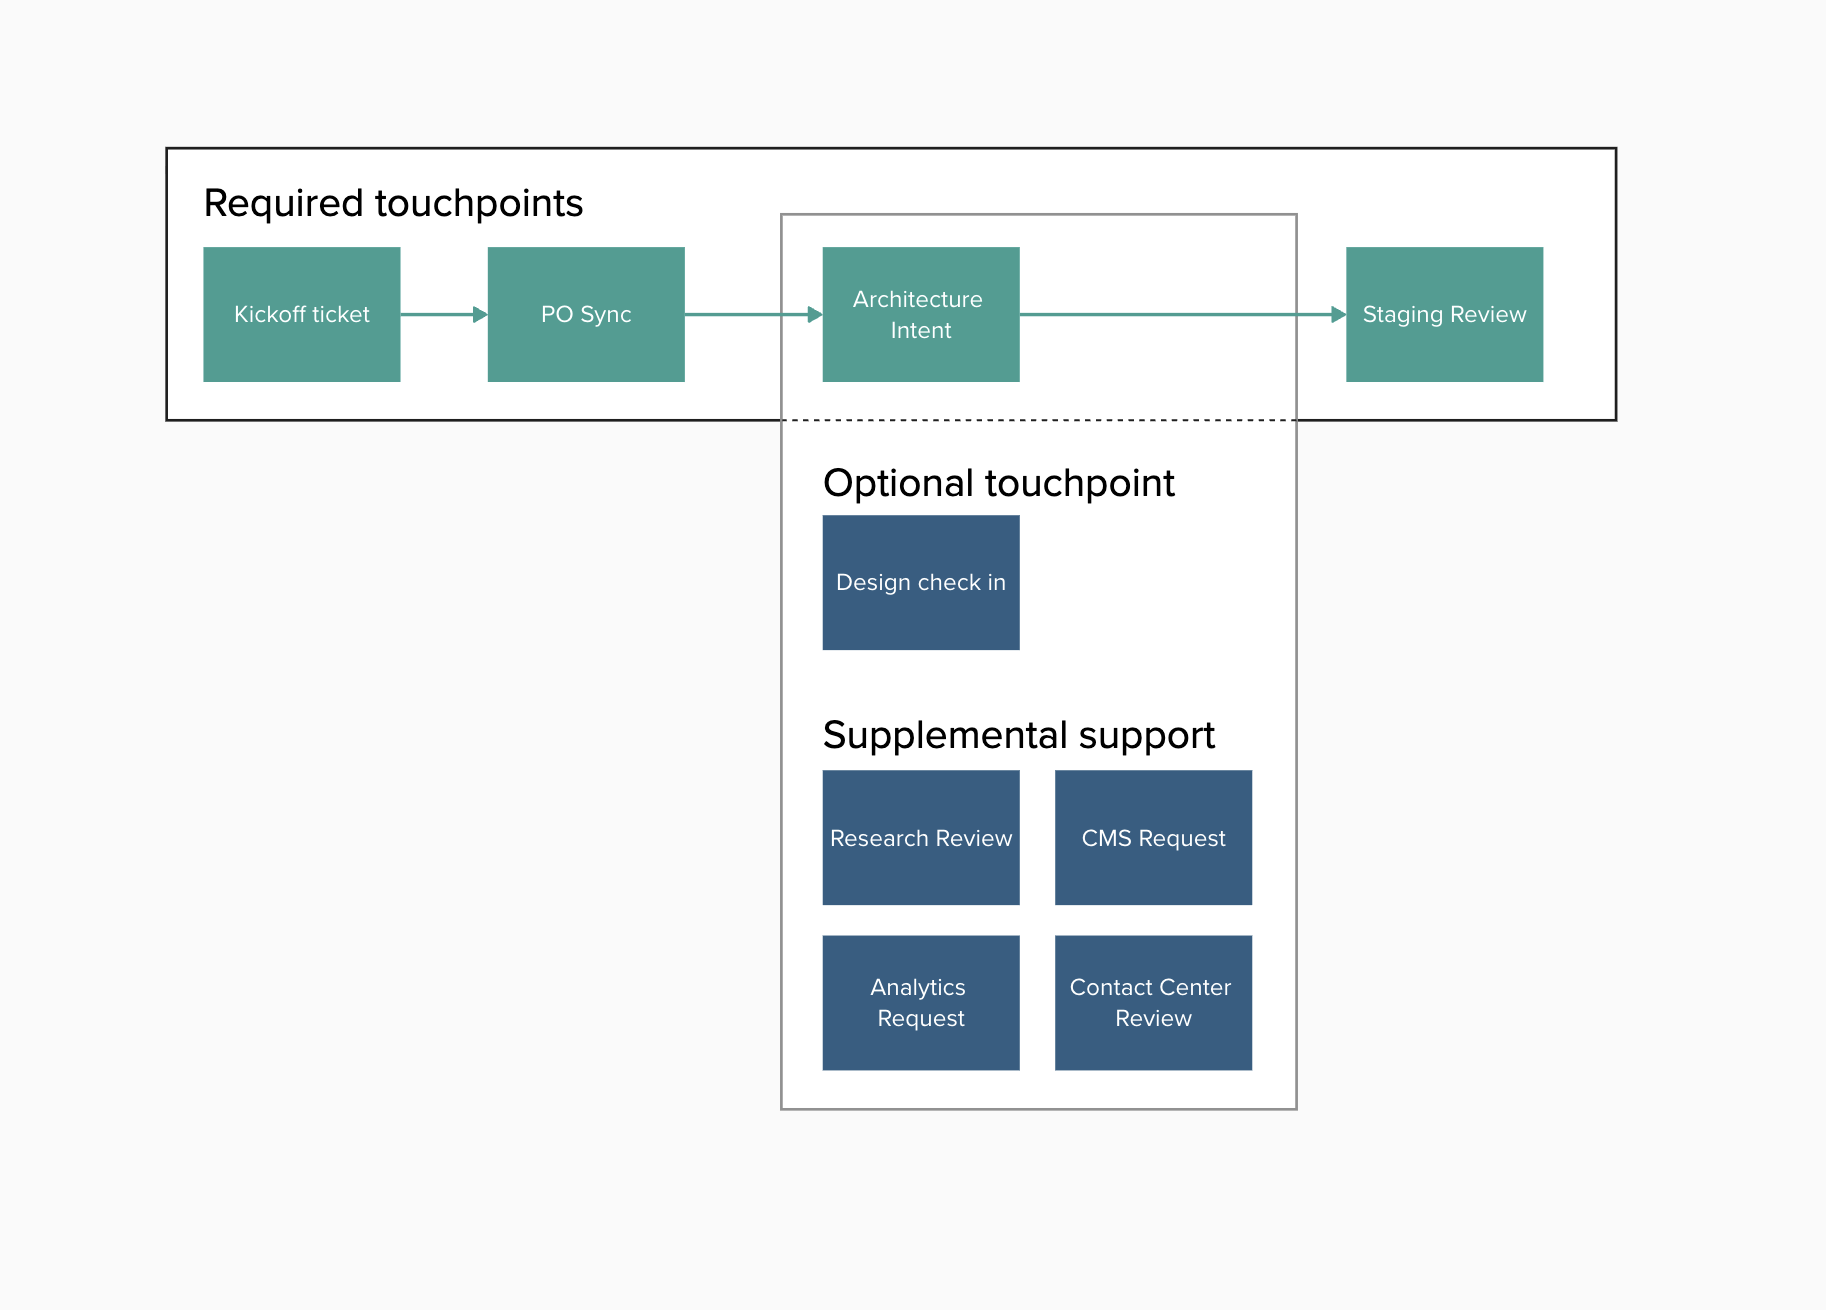 Required touchpoints
Kickoff ticket
PO Sync
Architecture
Intent
Staging Review
Optional touchpoint
Design check in
Supplemental support
Research Review
CMS Request
Analytics
Request
Contact Center
Review